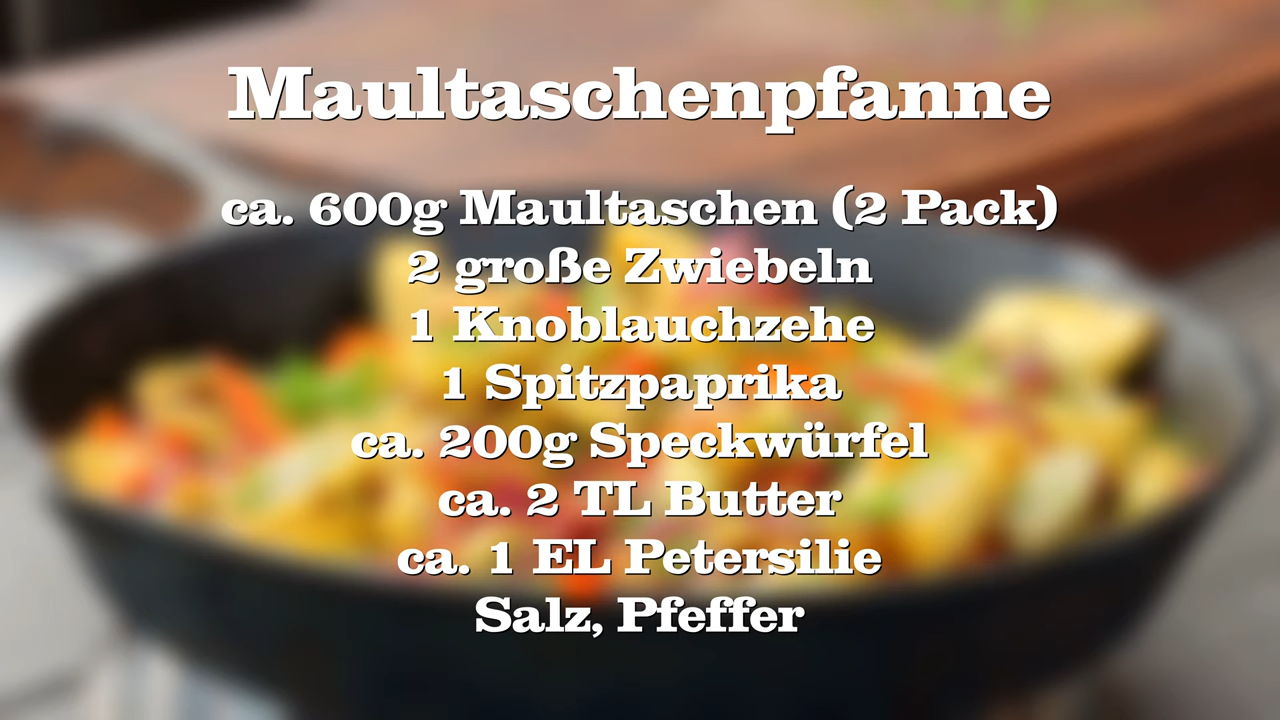 Maultaschenpfanne
ca. 600g Maultaschen (2 Pack)
2 große Zwiebeln
1 Knoblauchzehe
1 Spitzpaprika
ca. 200g Speckwürfel
ca. 2 TL Butter
ca. 1 EL Petersilie
Salz, Pfeffer